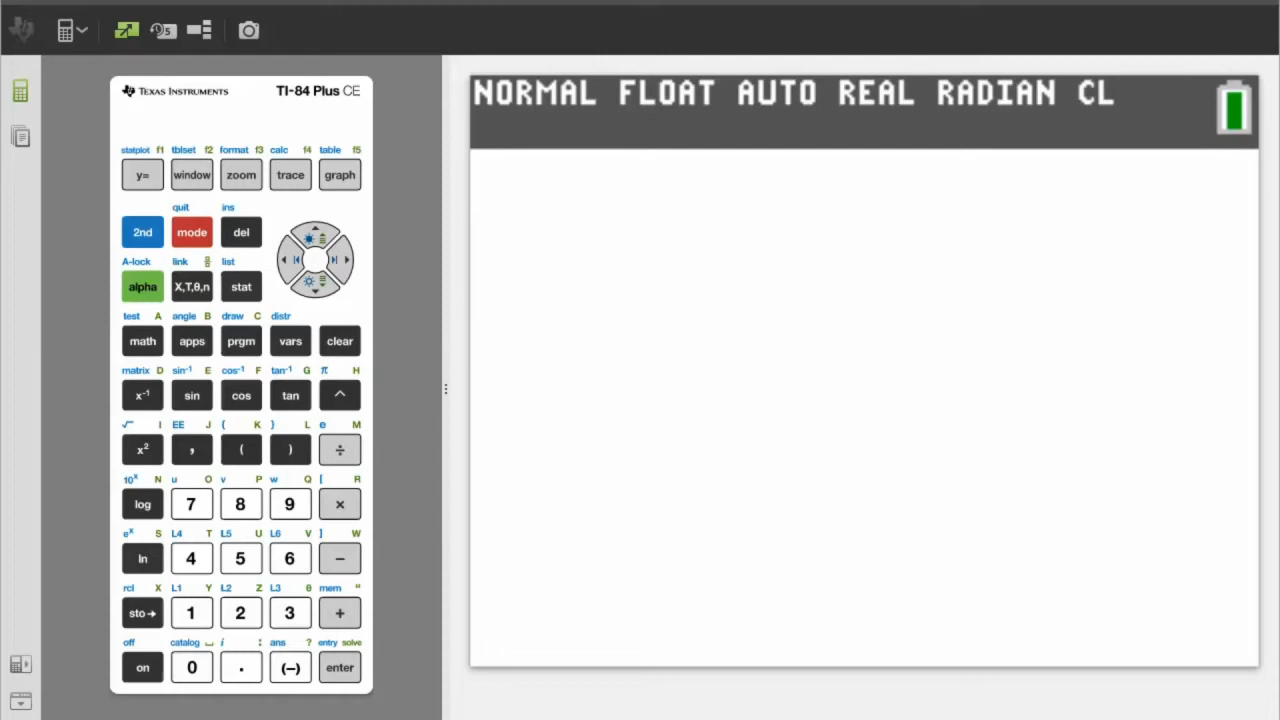 TEXAS INSTRUMENTS TI-84 Plus CE
NORMAL FLOAT AUTO REAL RADIAN CL
statplot f1 tblset f2 format f3 calc f4 table f5
y= window zoom trace graph
quit ins
2nd mode del
A-lock link list
alpha X,T,θ,n stat
test A angle B draw C distr
math apps prgm vars clear
matrix D sin-1 E cos-1 F tan-1 G π H
x-1 sin cos tan ^
√ I EE J { K } L e M
x2 , ( ) ÷
10x N u O v P w Q [ R
log 7 8 9 ×
ex S L4 T L5 U L6 V ] W
ln 4 5 6 −
rcl X L1 Y L2 Z L3 θ mem "
sto→ 1 2 3 +
off catalog ⎵ i : ans ? entry solve
on 0 . (−) enter